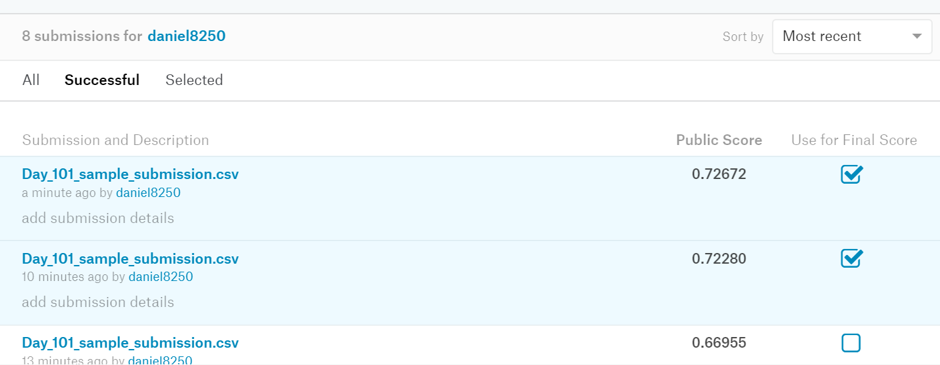 8 submissions for daniel8250
Sort by Most recent
All Successful Selected
Submission and Description Public Score Use for Final Score
Day_101_sample_submission.csv 0.72672
a minute ago by daniel8250
add submission details
Day_101_sample_submission.csv 0.72280
10 minutes ago by daniel8250
add submission details
Day_101_sample_submission.csv 0.66955
13 minutes ago by daniel8250